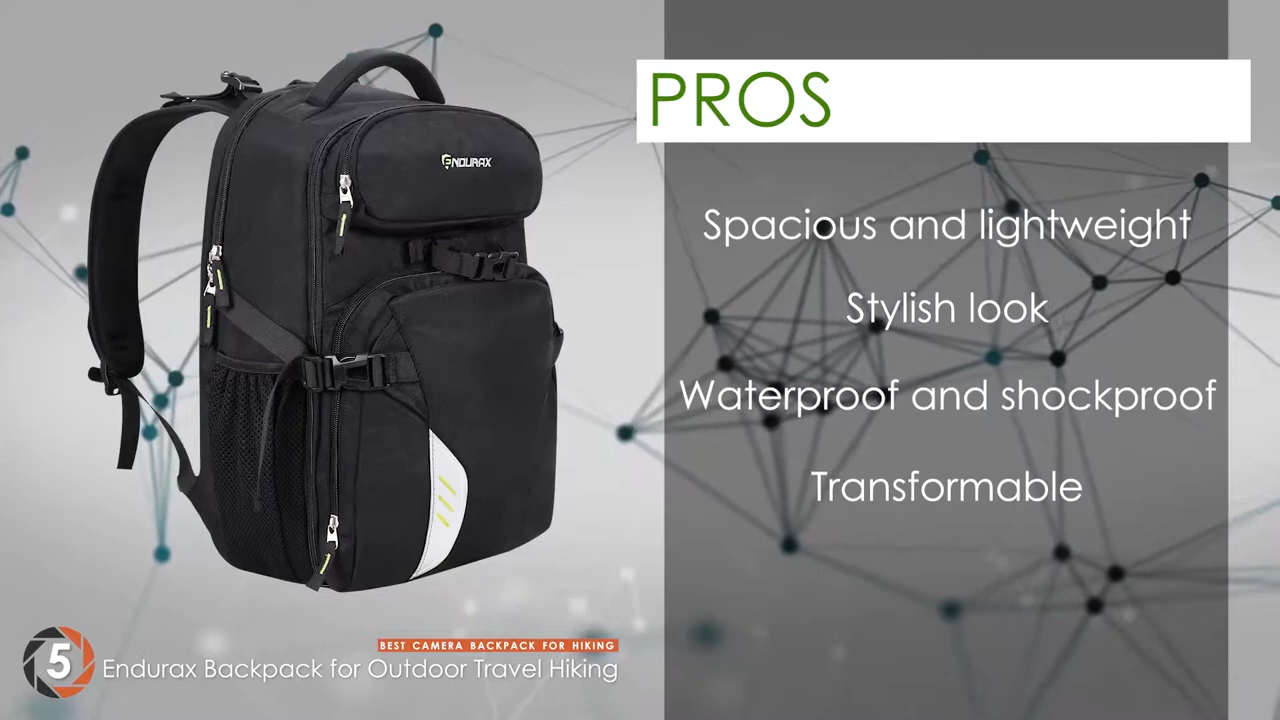 ENDURAX
PROS
Spacious and lightweight
Stylish look
Waterproof and shockproof
Transformable
5
BEST CAMERA BACKPACK FOR HIKING
Endurax Backpack for Outdoor Travel Hiking